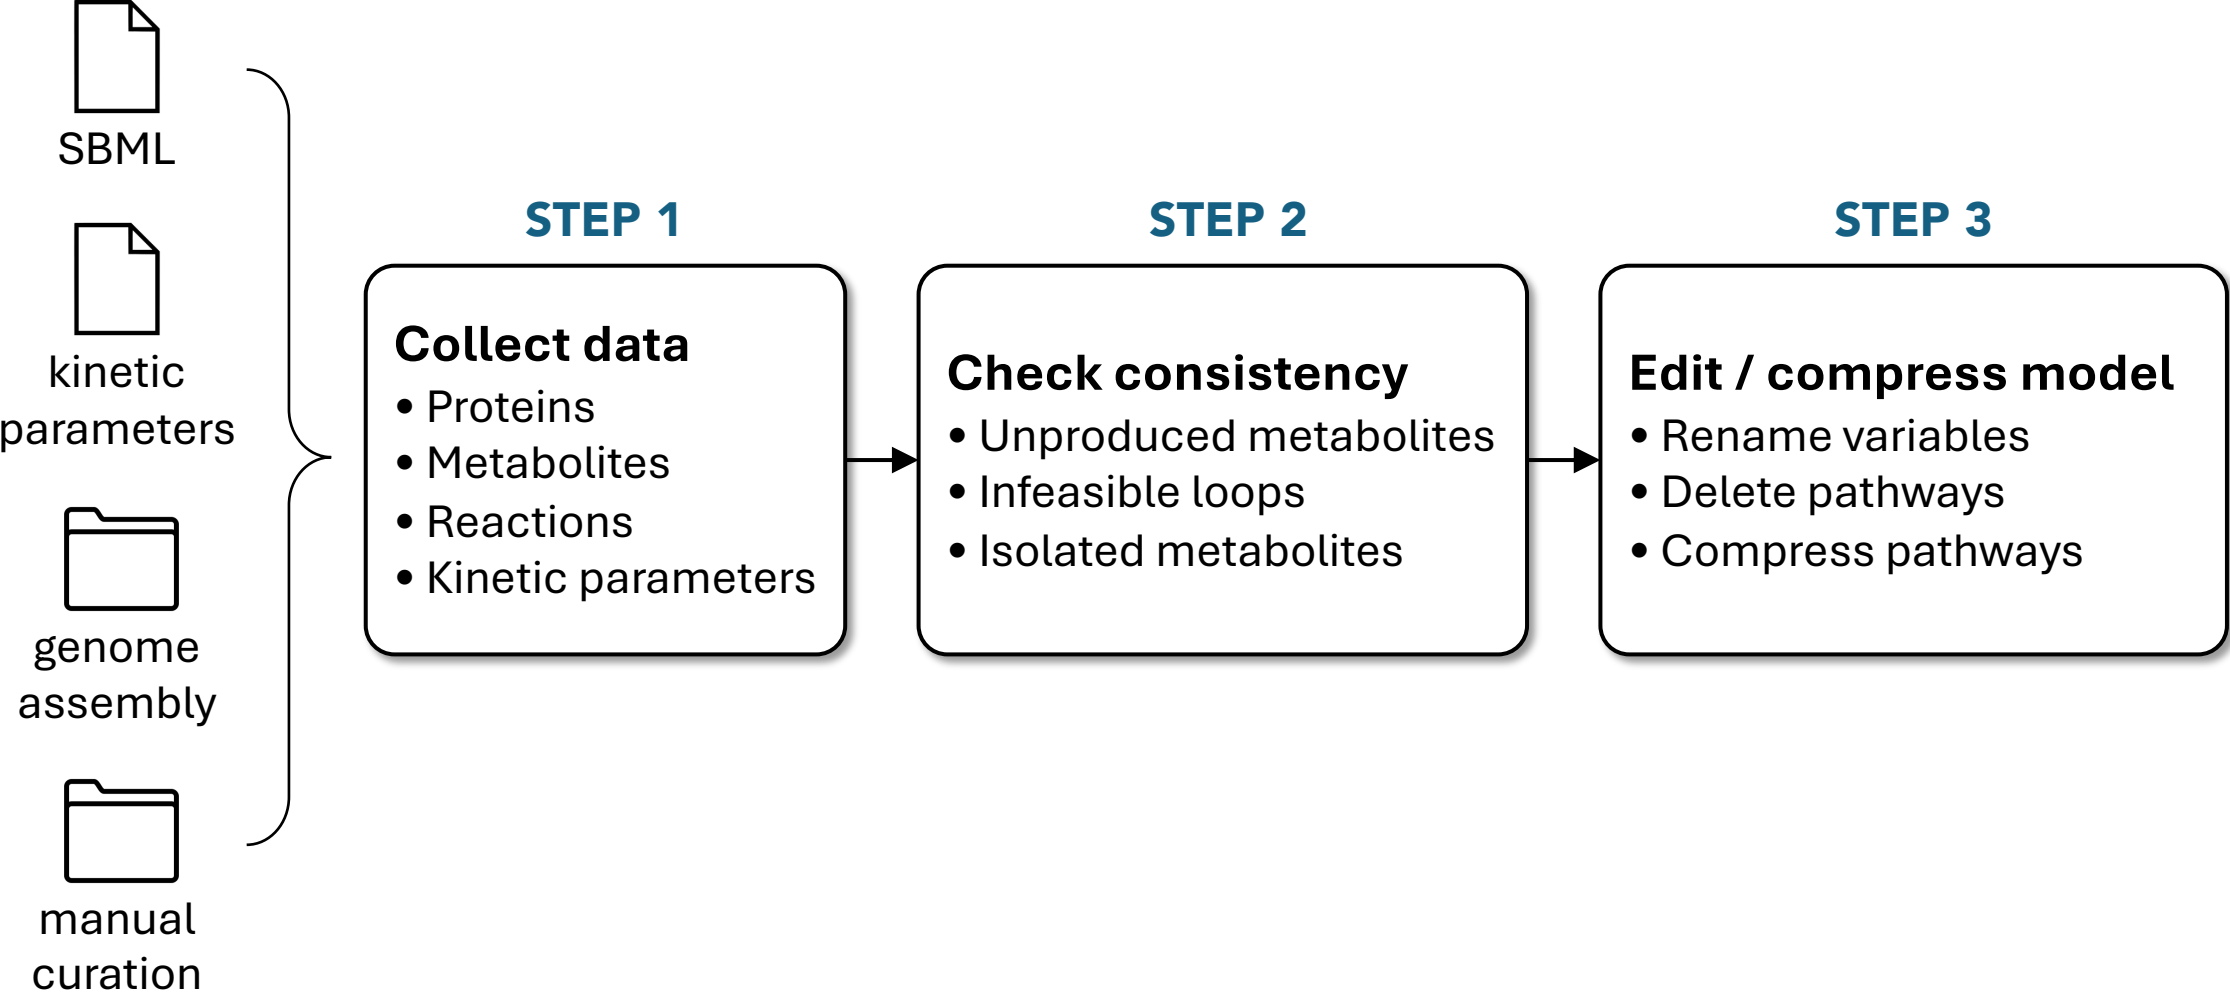 SBML
kinetic
parameters
genome
assembly
manual
curation
STEP 1
Collect data
• Proteins
• Metabolites
• Reactions
• Kinetic parameters
STEP 2
Check consistency
• Unproduced metabolites
• Infeasible loops
• Isolated metabolites
STEP 3
Edit / compress model
• Rename variables
• Delete pathways
• Compress pathways